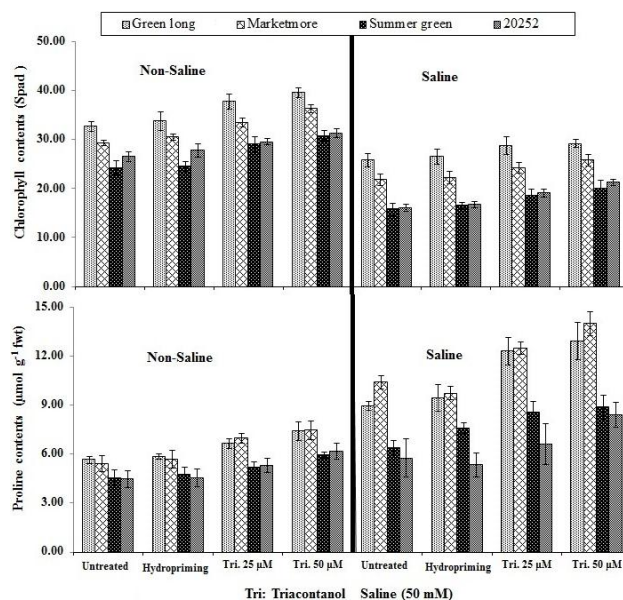 Green long Marketmore Summer green 20252
Chlorophyll contents (Spad )
50.00
40.00
30.00
20.00
10.00
0.00
Non-Saline
Saline
Proline contents (µmol g-1 fwt)
15.00
12.00
9.00
6.00
3.00
0.00
Non-Saline
Saline
Untreated Hydropriming Tri. 25 µM Tri. 50 µM Untreated Hydropriming Tri. 25 µM Tri. 50 µM
Tri: Triacontanol Saline (50 mM)